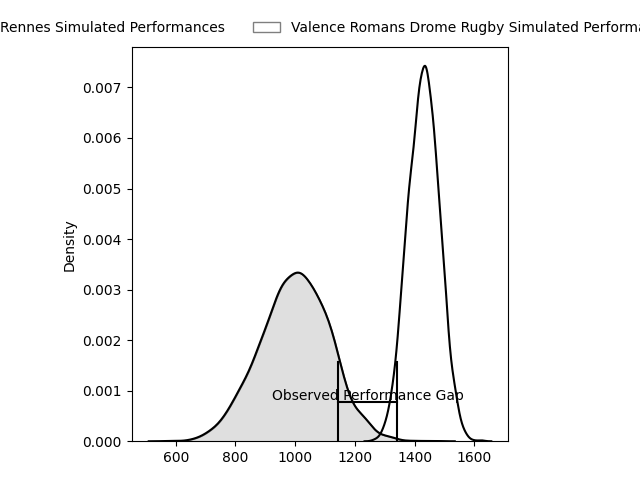 Rennes Simulated Performances Valence Romans Drome Rugby Simulated
Density
0.007
0.006
0.005
0.004
0.003
0.002
0.001
0.000
Observed Performance Gap
600 800 1000 1200 1400 1600